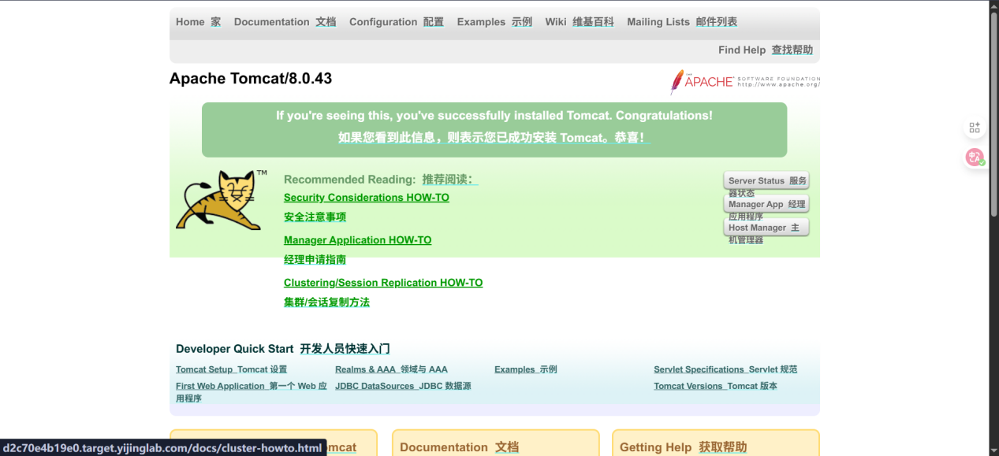 Home 家 Documentation 文档 Configuration 配置 Examples 示例 Wiki 维基百科 Mailing Lists 邮件列表
Find Help 查找帮助
Apache Tomcat/8.0.43
THE
APACHE SOFTWARE FOUNDATION
http://www.apache.org/
If you're seeing this, you've successfully installed Tomcat. Congratulations!
如果您看到此信息，则表示您已成功安装 Tomcat。恭喜！
TM
Recommended Reading: 推荐阅读：
Security Considerations HOW-TO
安全注意事项
Manager Application HOW-TO
经理申请指南
Clustering/Session Replication HOW-TO
集群/会话复制方法
Server Status 服务
器状态
Manager App 经理
应用程序
Host Manager 主
机管理器
Developer Quick Start 开发人员快速入门
Tomcat Setup Tomcat 设置
First Web Application 第一个 Web 应
用程序
Realms & AAA 领域与 AAA
JDBC DataSources JDBC 数据源
Examples 示例
Servlet Specifications Servlet 规范
Tomcat Versions Tomcat 版本
omcat
Documentation 文档
Getting Help 获取帮助
d2c70e4b19e0.target.yijinglab.com/docs/cluster-howto.html